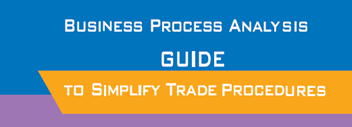 Business Process Analysis
GUIDE
to Simplify Trade Procedures